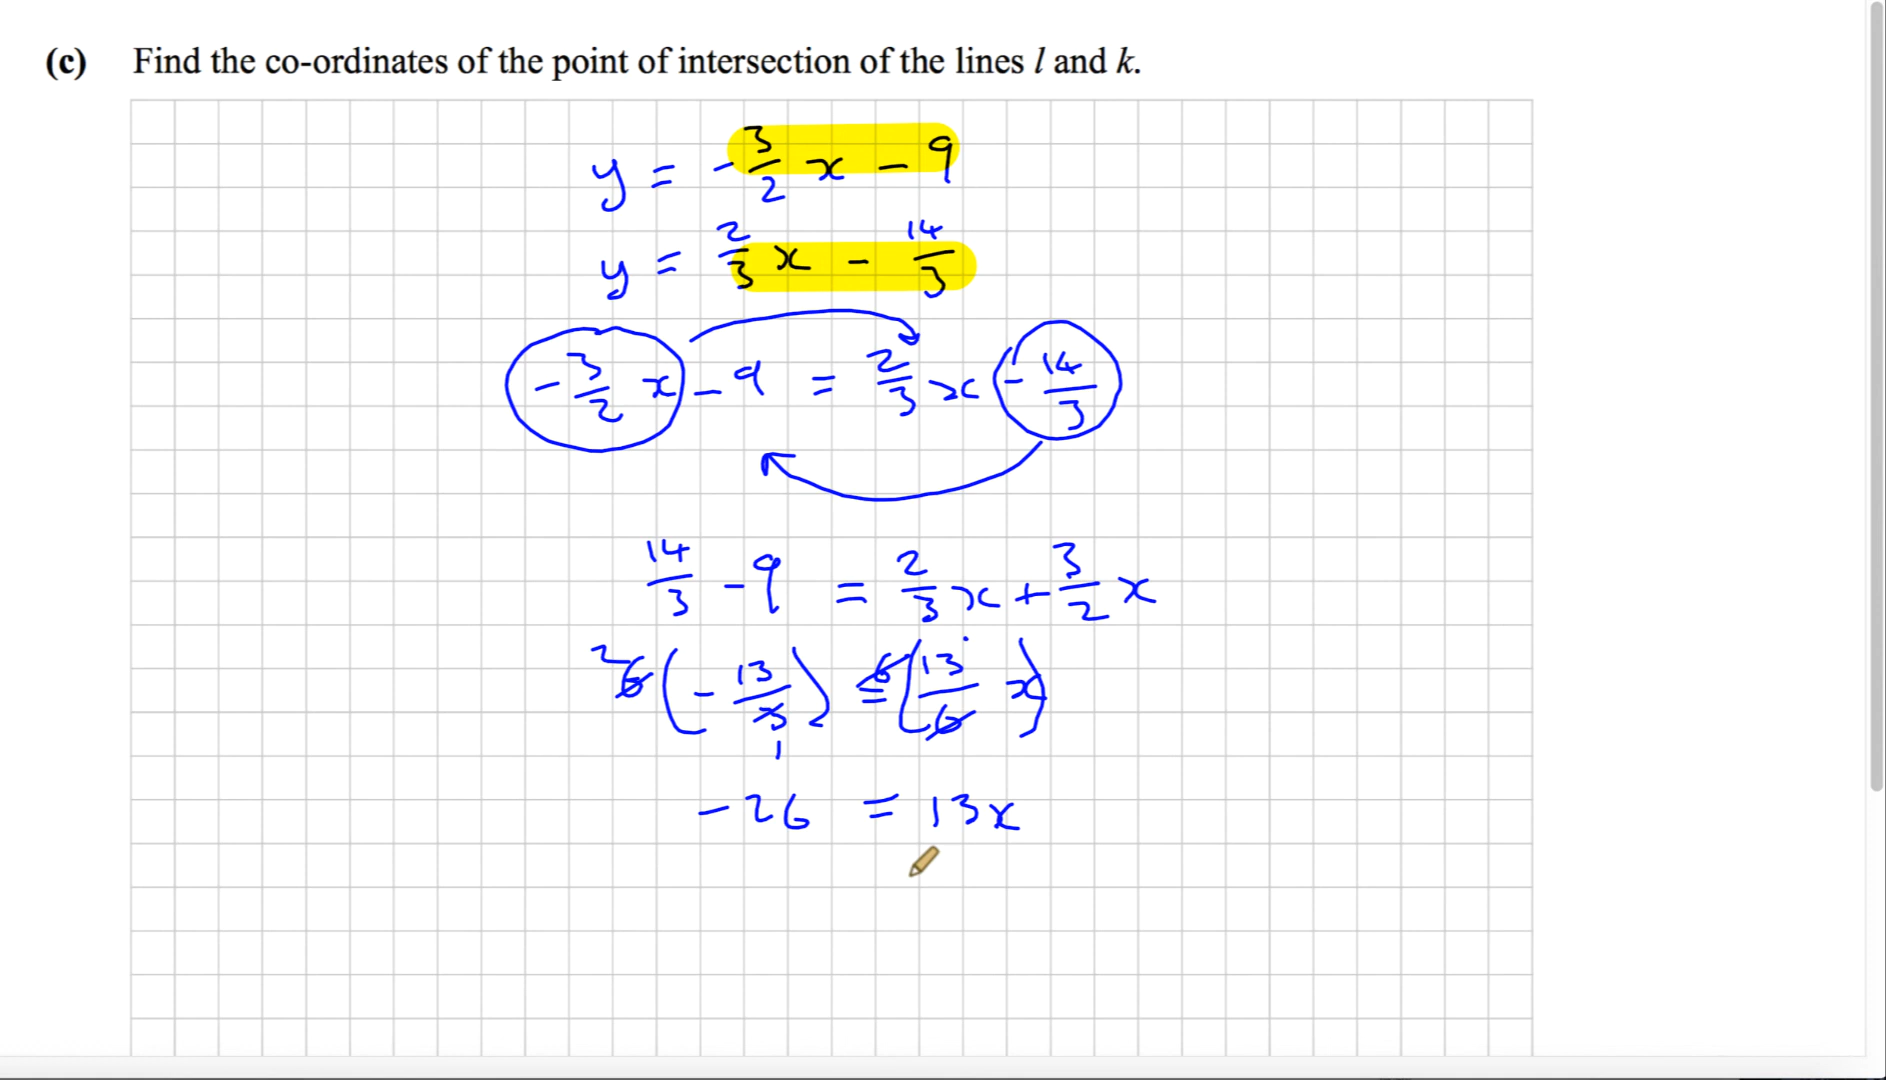 (c) Find the co-ordinates of the point of intersection of the lines l and k.
y = -3/2 x - 9
y = 2/3 x - 14/3
-3/2 x - 9 = 2/3 x - 14/3
14/3 - 9 = 2/3 x + 3/2 x
2 6(-13/3) = 6(13/6 x)
1
-26 = 13x